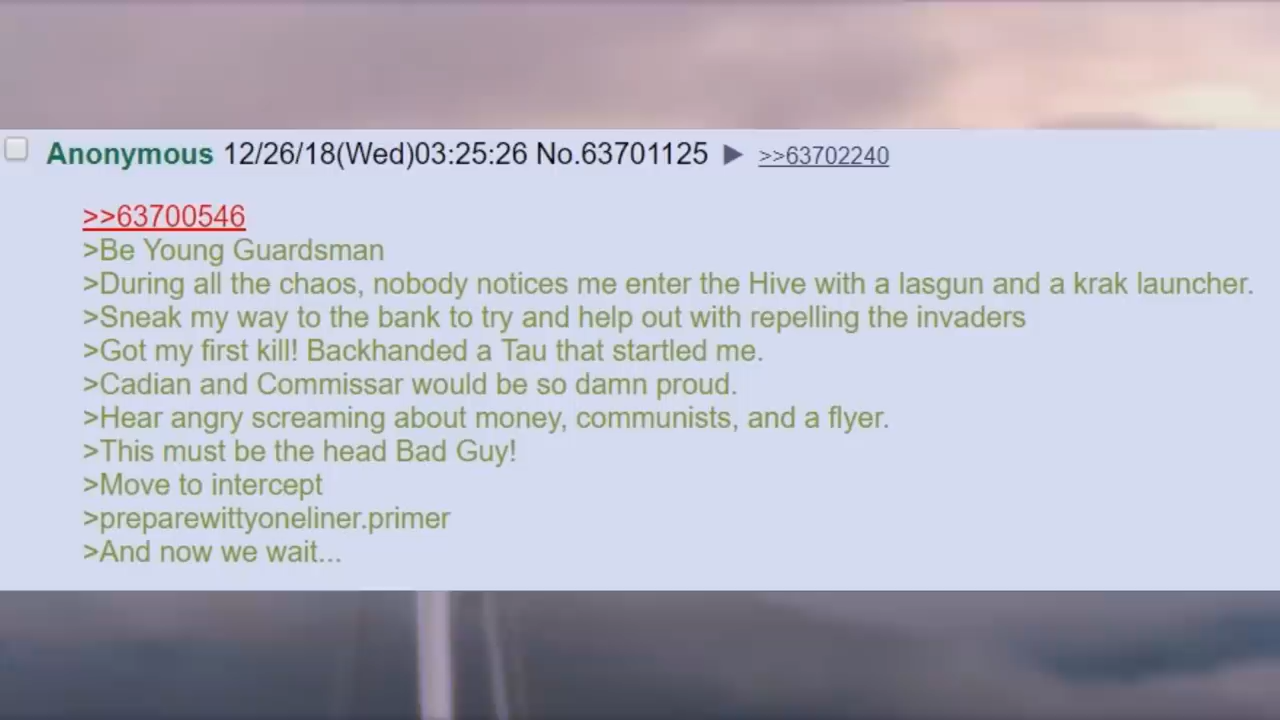 Anonymous 12/26/18(Wed)03:25:26 No.63701125 ▶ >>63702240
>>63700546
>Be Young Guardsman
>During all the chaos, nobody notices me enter the Hive with a lasgun and a krak launcher.
>Sneak my way to the bank to try and help out with repelling the invaders
>Got my first kill! Backhanded a Tau that startled me.
>Cadian and Commissar would be so damn proud.
>Hear angry screaming about money, communists, and a flyer.
>This must be the head Bad Guy!
>Move to intercept
>preparewittyoneliner.primer
>And now we wait...